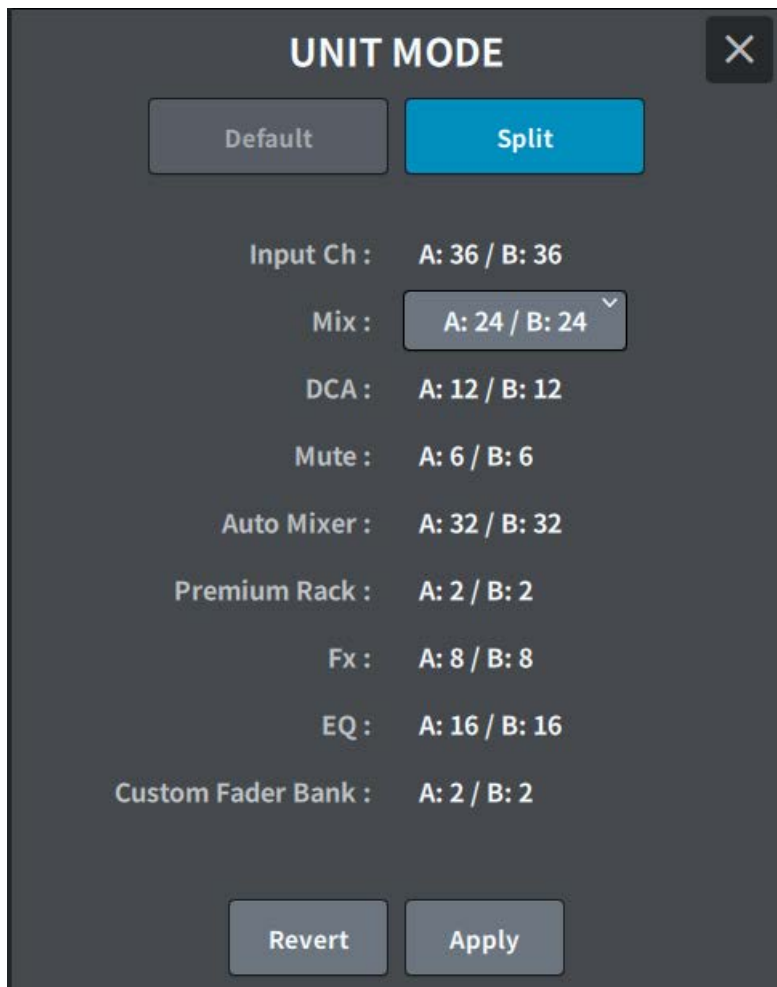 UNIT MODE
Default
Split
Input Ch : A: 36 / B: 36
Mix : A: 24 / B: 24
DCA : A: 12 / B: 12
Mute : A: 6 / B: 6
Auto Mixer : A: 32 / B: 32
Premium Rack : A: 2 / B: 2
Fx : A: 8 / B: 8
EQ : A: 16 / B: 16
Custom Fader Bank : A: 2 / B: 2
Revert
Apply